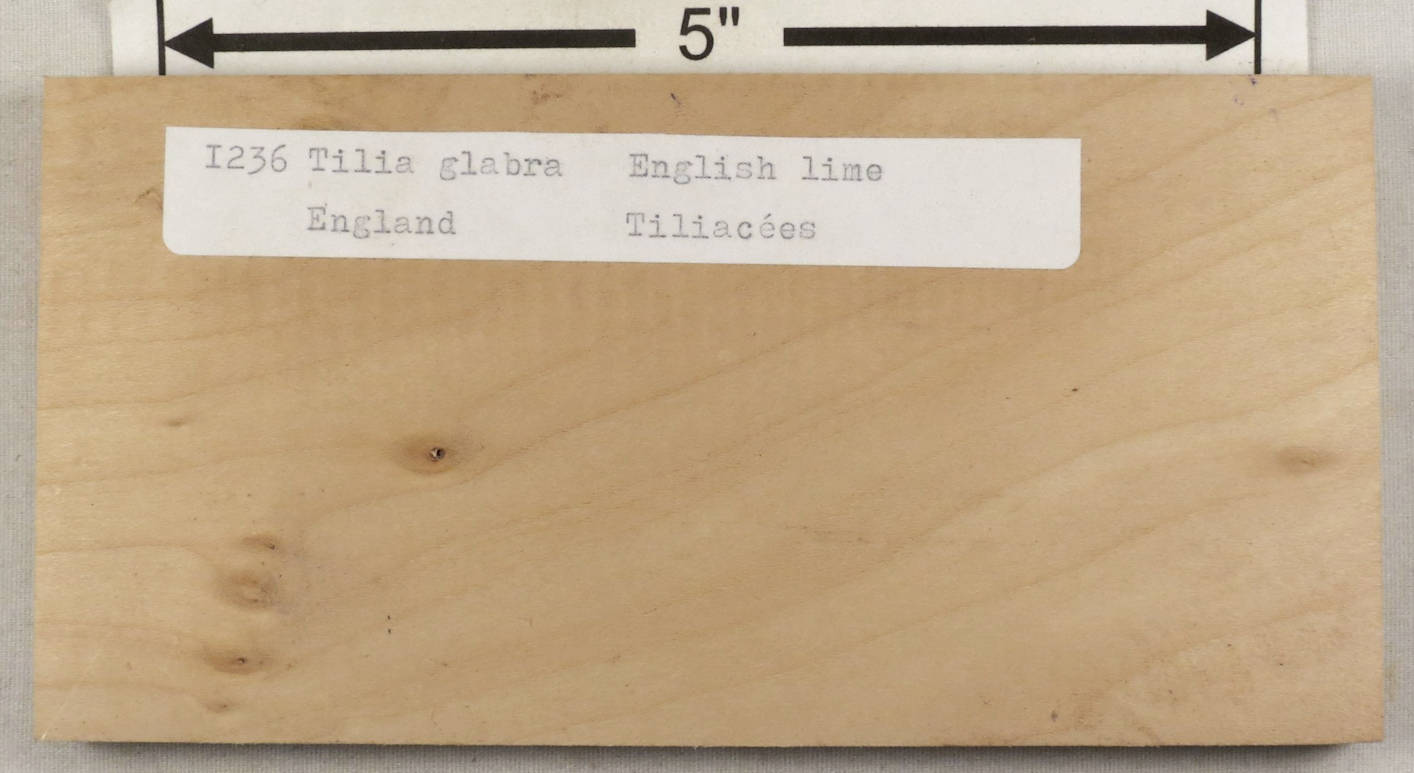 5"
I236 Tilia glabra English lime
England Tiliacées